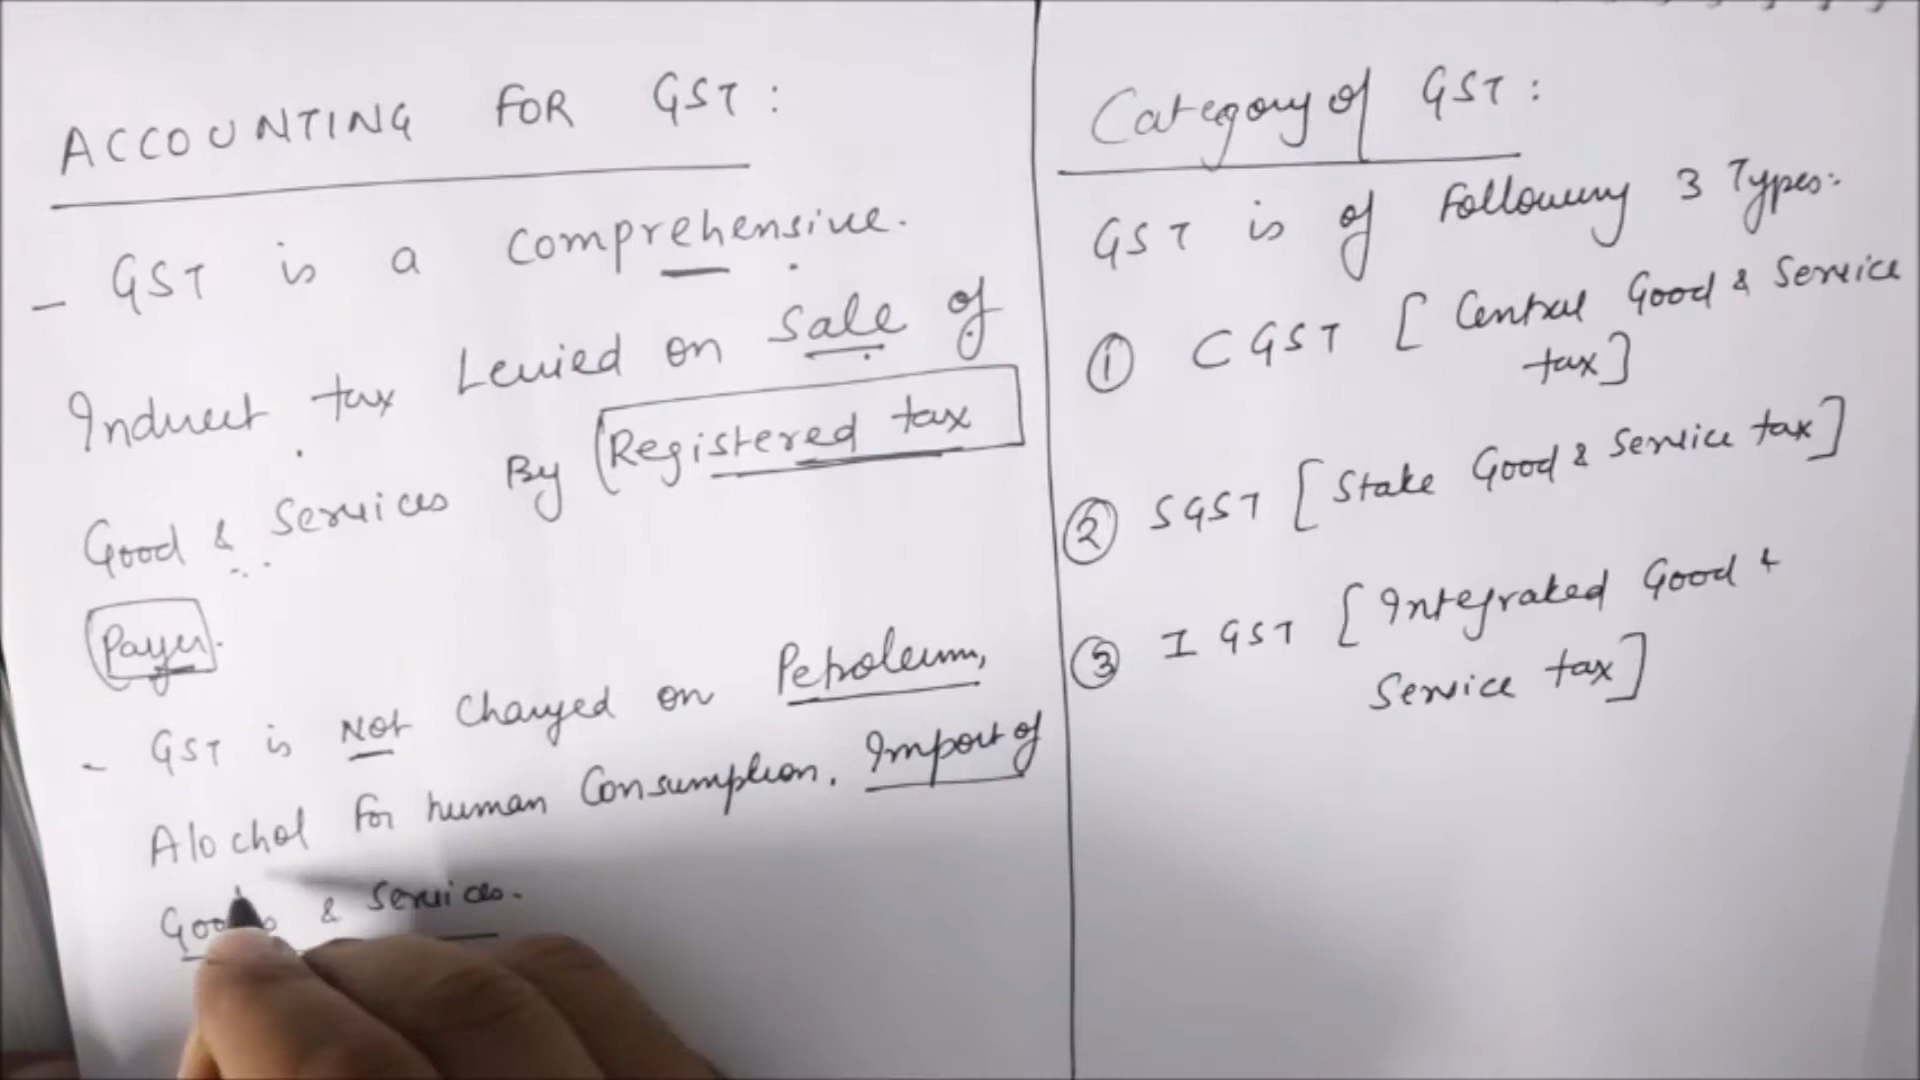 ACCOUNTING FOR GST:
- GST is a Comprehensive.
Indirect tax Levied on Sale of
Good & Services By Registered tax
Payer.
- GST is Not Charged on Petroleum,
Alochol For human Consumption. Import of
Goods & Services.
Category of GST:
GST is of Following 3 Types:-
① CGST [Central Good & Service
tax]
② SGST [State Good & Service tax]
③ IGST [Integrated Good &
Service tax]